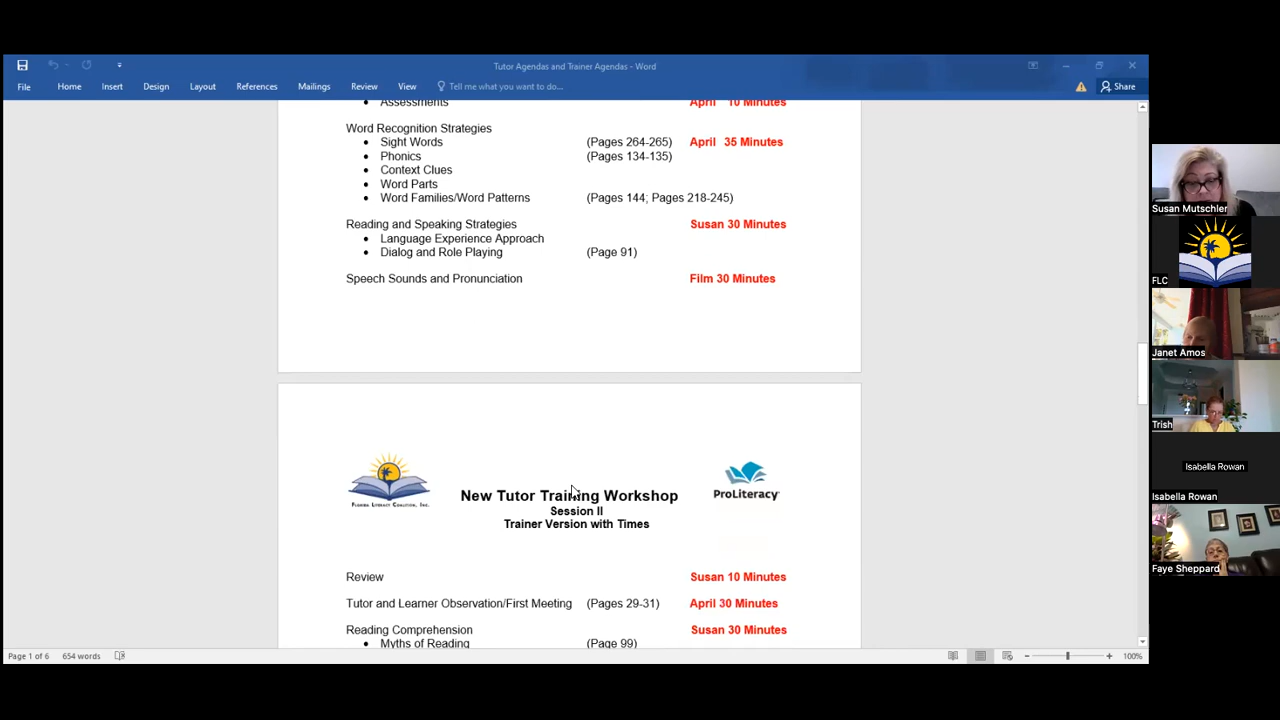 Tutor Agendas and Trainer Agendas - Word
File Home Insert Design Layout References Mailings Review View Tell me what you want to do... Share
• Assessments April 10 Minutes
Word Recognition Strategies
• Sight Words (Pages 264-265) April 35 Minutes
• Phonics (Pages 134-135)
• Context Clues
• Word Parts
• Word Families/Word Patterns (Pages 144; Pages 218-245)
Reading and Speaking Strategies Susan 30 Minutes
• Language Experience Approach
• Dialog and Role Playing (Page 91)
Speech Sounds and Pronunciation Film 30 Minutes
FLORIDA LITERACY COALITION, INC.
ProLiteracy
New Tutor Training Workshop
Session II
Trainer Version with Times
Review Susan 10 Minutes
Tutor and Learner Observation/First Meeting (Pages 29-31) April 30 Minutes
Reading Comprehension Susan 30 Minutes
• Myths of Reading (Page 99)
Page 1 of 6 654 words 100%
Susan Mutschler
FLC
Janet Amos
Trish
Isabella Rowan
Isabella Rowan
Faye Sheppard